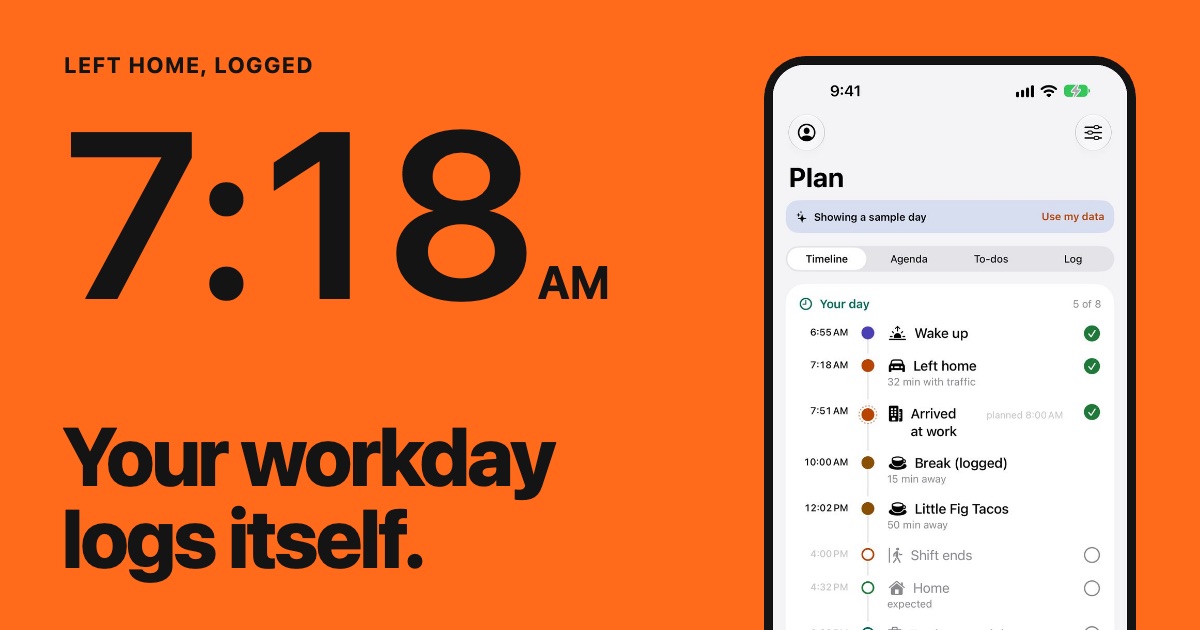 LEFT HOME, LOGGED
7:18 AM
Your workday
logs itself.
9:41
Plan
Showing a sample day Use my data
Timeline Agenda To-dos Log
Your day 5 of 8
6:55 AM Wake up
7:18 AM Left home
32 min with traffic
7:51 AM Arrived at work planned 8:00 AM
10:00 AM Break (logged)
15 min away
12:02 PM Little Fig Tacos
50 min away
4:00 PM Shift ends
4:32 PM Home
expected